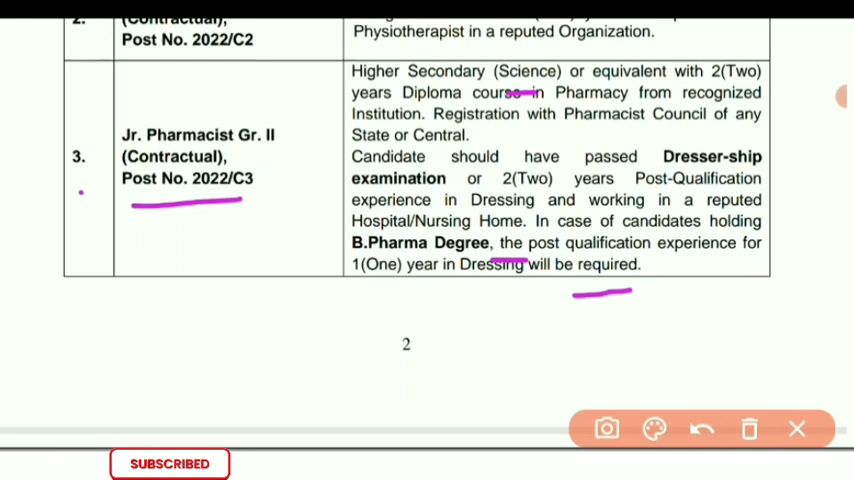 2. (Contractual),
Post No. 2022/C2
Physiotherapist in a reputed Organization.
3.
Jr. Pharmacist Gr. II
(Contractual),
Post No. 2022/C3
Higher Secondary (Science) or equivalent with 2(Two)
years Diploma course in Pharmacy from recognized
Institution. Registration with Pharmacist Council of any
State or Central.
Candidate should have passed Dresser-ship
examination or 2(Two) years Post-Qualification
experience in Dressing and working in a reputed
Hospital/Nursing Home. In case of candidates holding
B.Pharma Degree, the post qualification experience for
1(One) year in Dressing will be required.
2
SUBSCRIBED